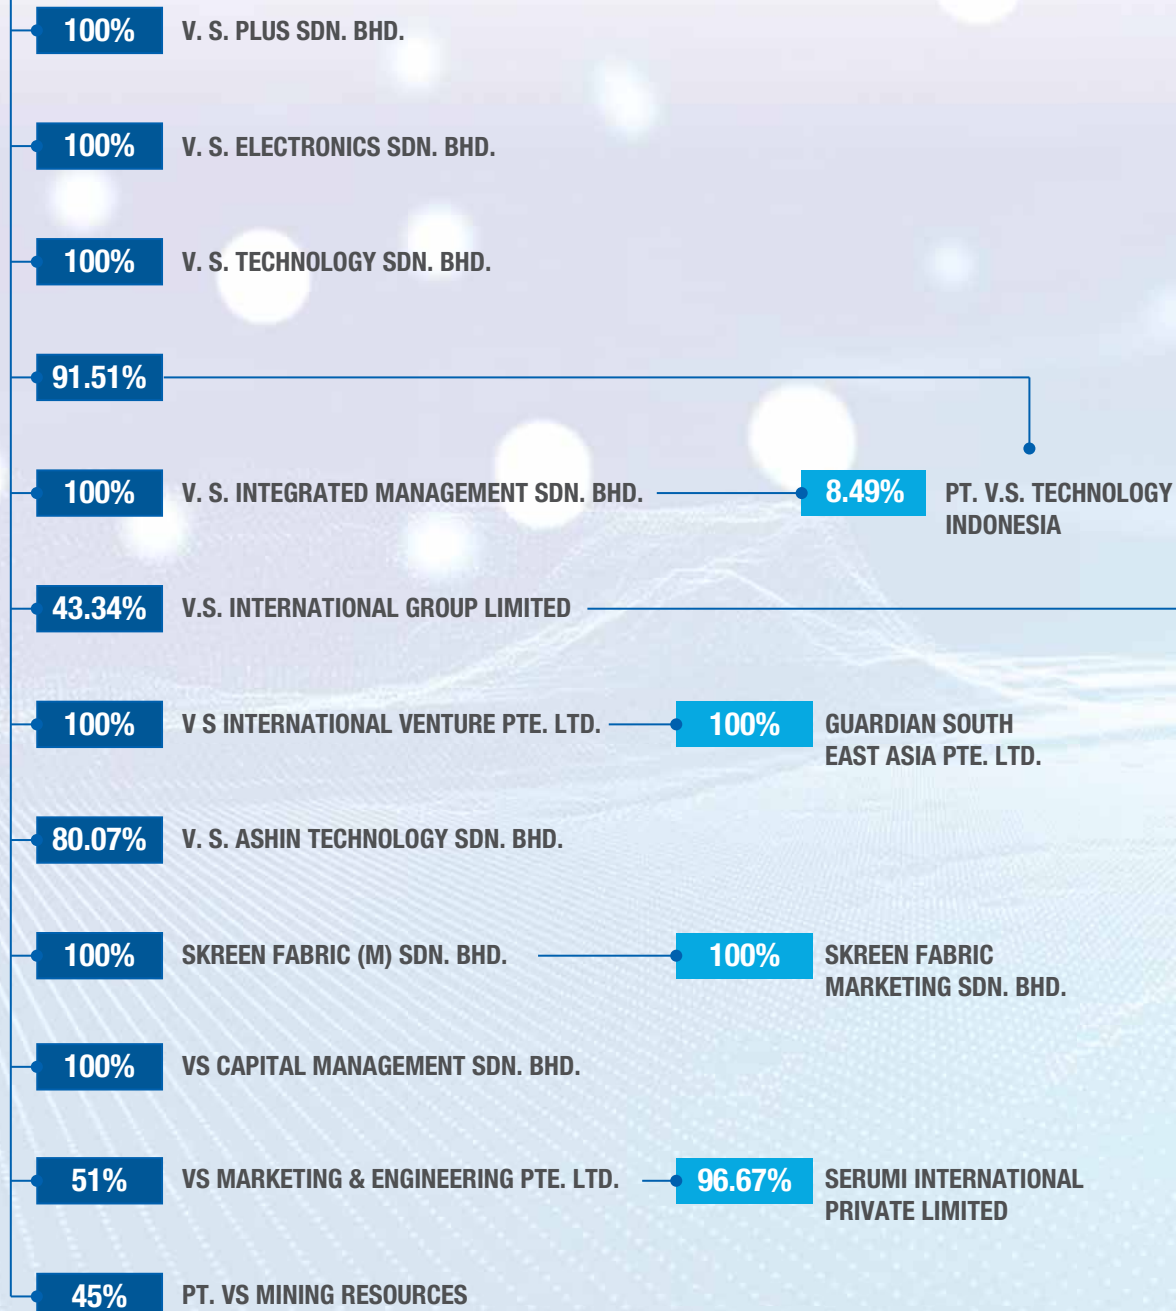 100% V. S. PLUS SDN. BHD.
100% V. S. ELECTRONICS SDN. BHD.
100% V. S. TECHNOLOGY SDN. BHD.
91.51%
100% V. S. INTEGRATED MANAGEMENT SDN. BHD. 8.49% PT. V.S. TECHNOLOGY
INDONESIA
43.34% V.S. INTERNATIONAL GROUP LIMITED
100% V S INTERNATIONAL VENTURE PTE. LTD. 100% GUARDIAN SOUTH
EAST ASIA PTE. LTD.
80.07% V. S. ASHIN TECHNOLOGY SDN. BHD.
100% SKREEN FABRIC (M) SDN. BHD. 100% SKREEN FABRIC
MARKETING SDN. BHD.
100% VS CAPITAL MANAGEMENT SDN. BHD.
51% VS MARKETING & ENGINEERING PTE. LTD. 96.67% SERUMI INTERNATIONAL
PRIVATE LIMITED
45% PT. VS MINING RESOURCES